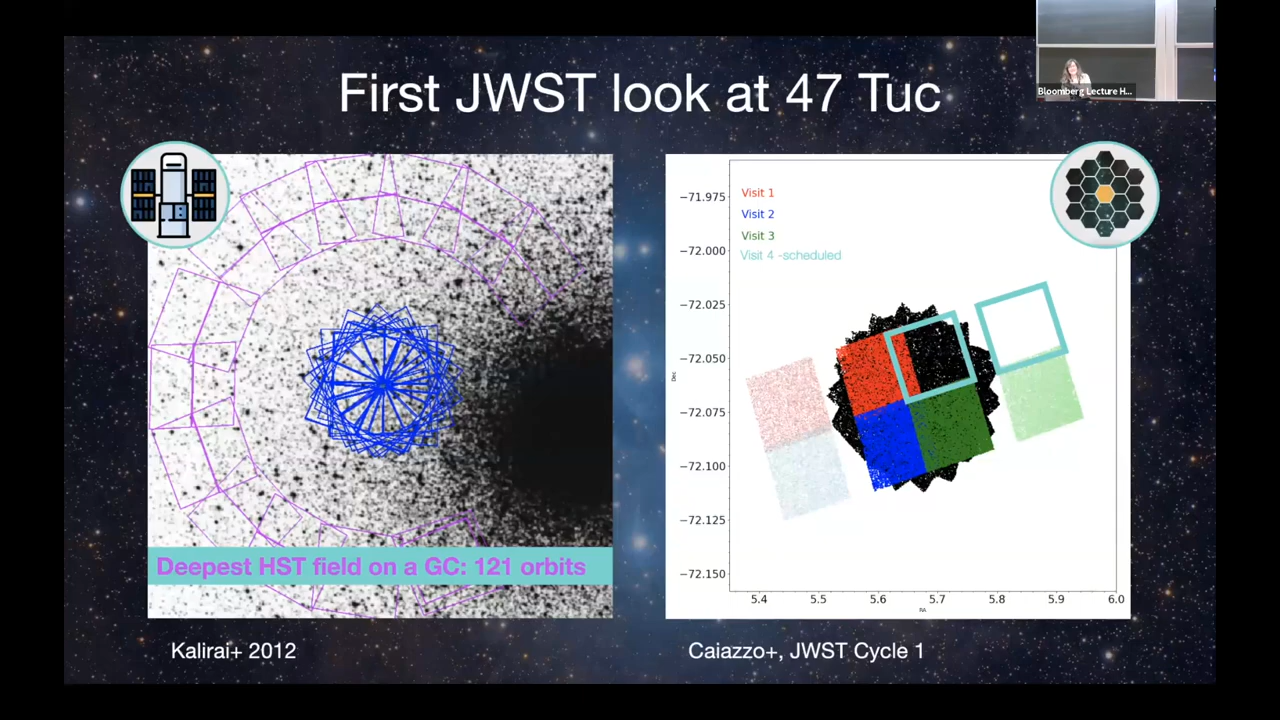 First JWST look at 47 Tuc
Bloomberg Lecture H...
Deepest HST field on a GC: 121 orbits
Kalirai+ 2012
Visit 1
Visit 2
Visit 3
Visit 4 -scheduled
−71.975
−72.000
−72.025
−72.050
−72.075
−72.100
−72.125
−72.150
Dec
5.4 5.5 5.6 5.7 5.8 5.9 6.0
RA
Caiazzo+, JWST Cycle 1